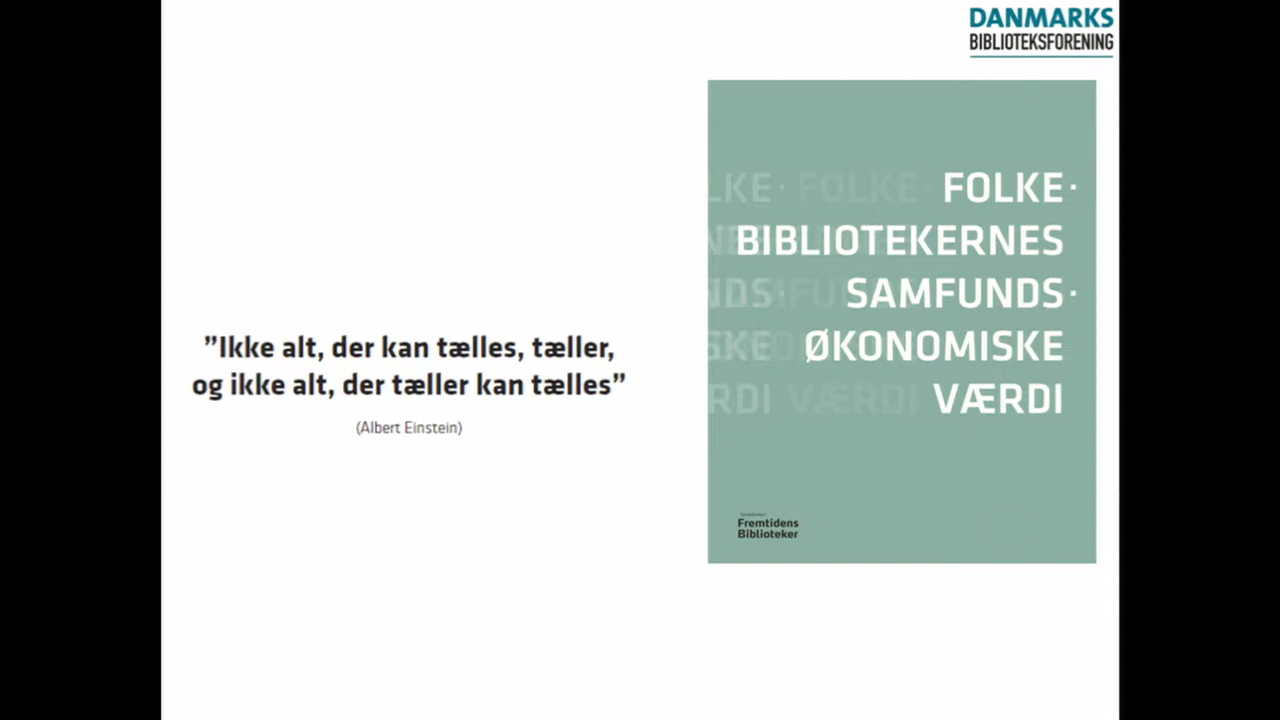 DANMARKS
BIBLIOTEKSFORENING
”Ikke alt, der kan tælles, tæller,
og ikke alt, der tæller kan tælles”
(Albert Einstein)
FOLKE·
BIBLIOTEKERNES
SAMFUNDS·
ØKONOMISKE
VÆRDI
Fremtidens
Biblioteker